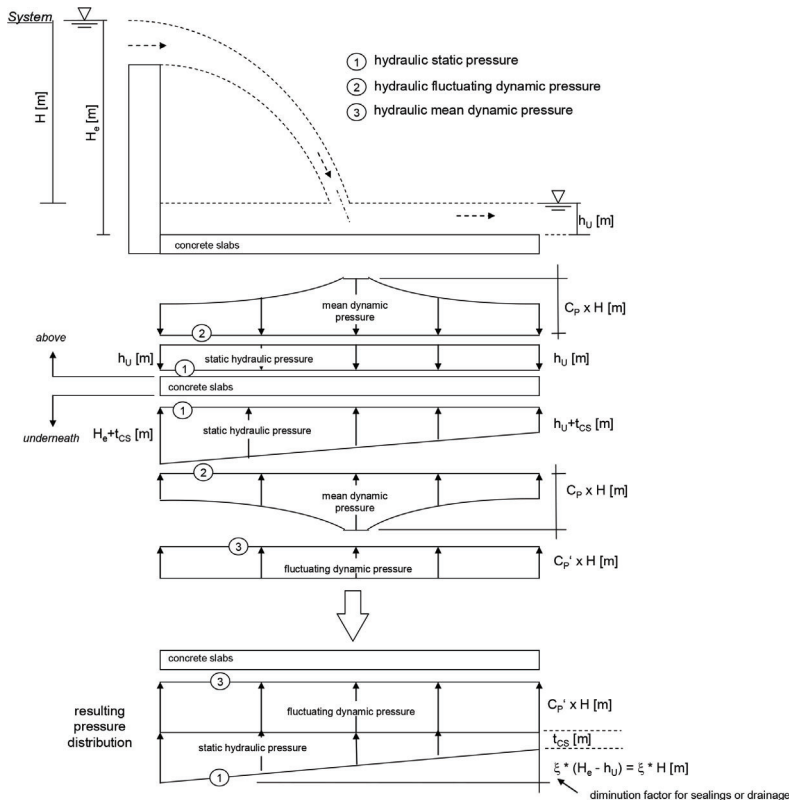 System
H [m]
He [m]
① hydraulic static pressure
② hydraulic fluctuating dynamic pressure
③ hydraulic mean dynamic pressure
hU [m]
concrete slabs
mean dynamic
pressure
CP x H [m]
②
above
hU [m]
static hydraulic pressure
hU [m]
①
concrete slabs
①
underneath
He+tCS [m]
static hydraulic pressure
hU+tCS [m]
②
mean dynamic
pressure
CP x H [m]
③
fluctuating dynamic pressure
CP‘ x H [m]
concrete slabs
③
resulting
pressure
distribution
fluctuating dynamic pressure
CP‘ x H [m]
static hydraulic pressure
tCS [m]
①
ξ * (He - hU) = ξ * H [m]
diminution factor for sealings or drainage